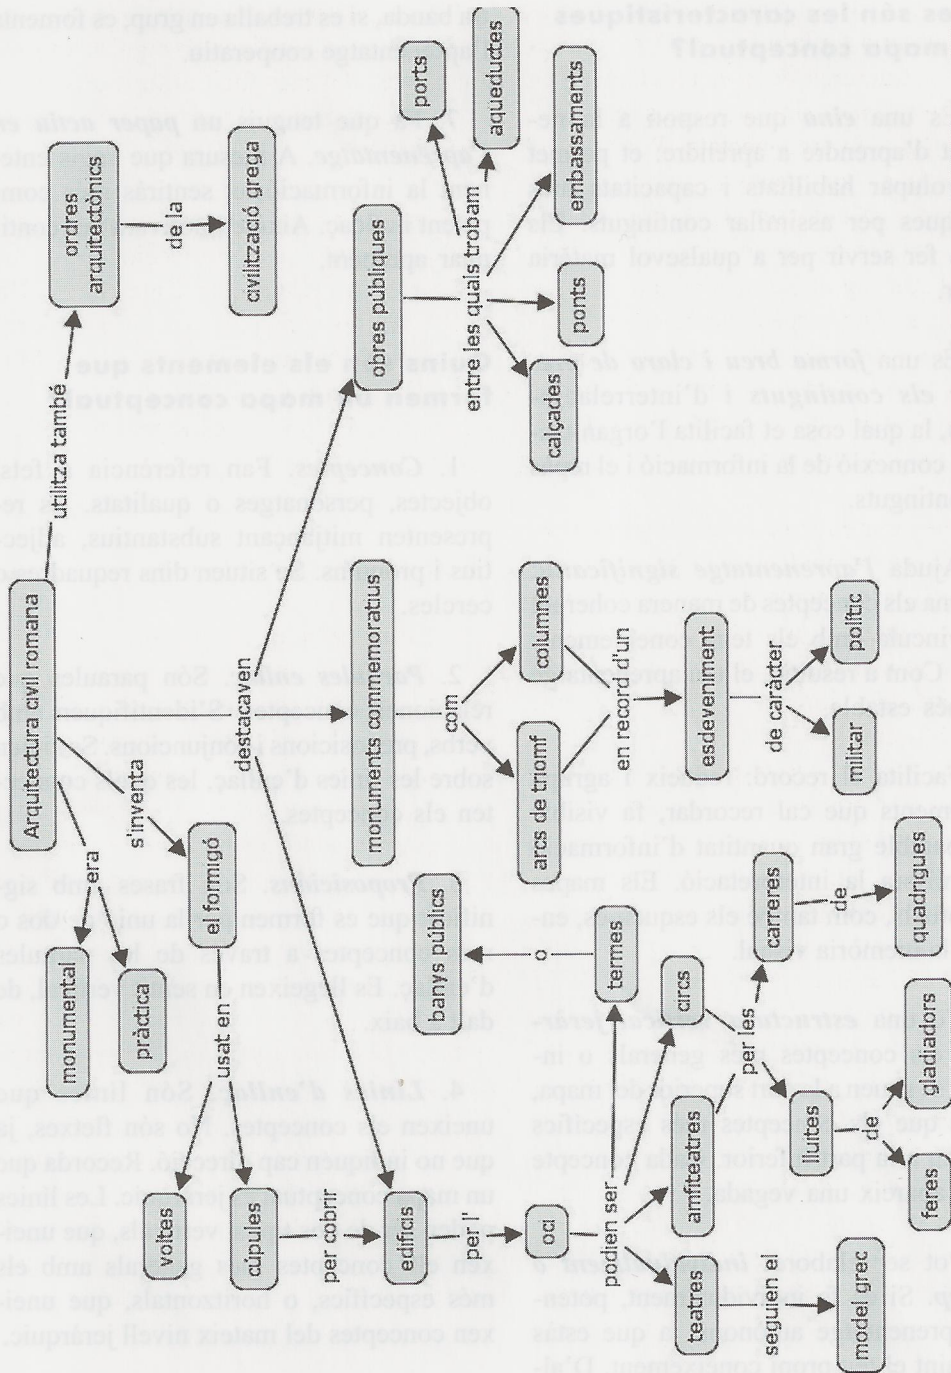 Arquitectura civil romana
era
monumental
pràctica
s'inventa
el formigó
usat en
voltes
cúpules
per cobrir
edificis
per l'
oci
podien ser
teatres
seguien el
model grec
amfiteatres
circs
termes
o
banys públics
per les
lluites
de
feres
gladiadors
carreres
de
quadrigues
destacaven
monuments commemoratius
com
arcs de triomf
columnes
en record d'un
esdeveniment
de caràcter
militar
polític
obres públiques
entre les quals trobam
calçades
ponts
embassaments
aqüeductes
ports
utilitza també
ordres
arquitectònics
de la
civilització grega